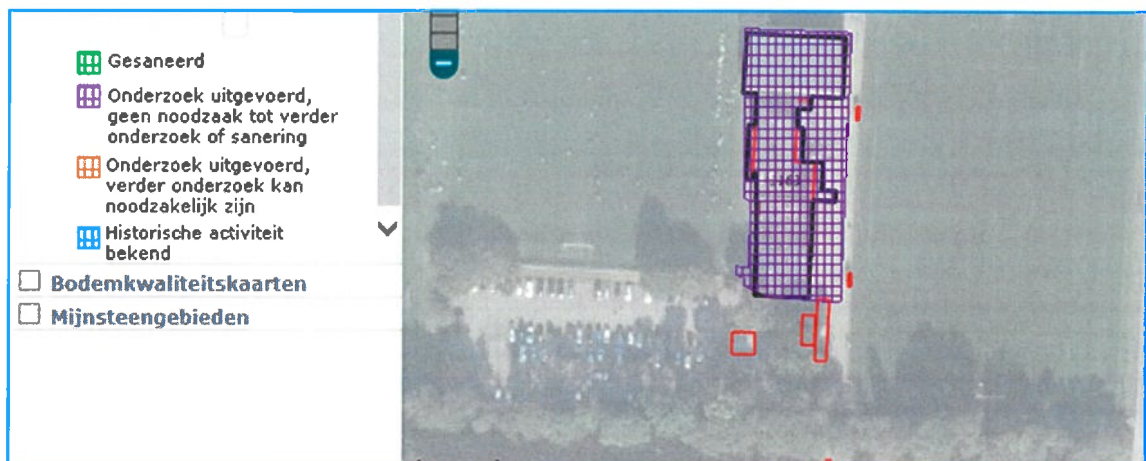 Gesaneerd
Onderzoek uitgevoerd,
geen noodzaak tot verder
onderzoek of sanering
Onderzoek uitgevoerd,
verder onderzoek kan
noodzakelijk zijn
Historische activiteit
bekend
Bodemkwaliteitskaarten
Mijnsteengebieden